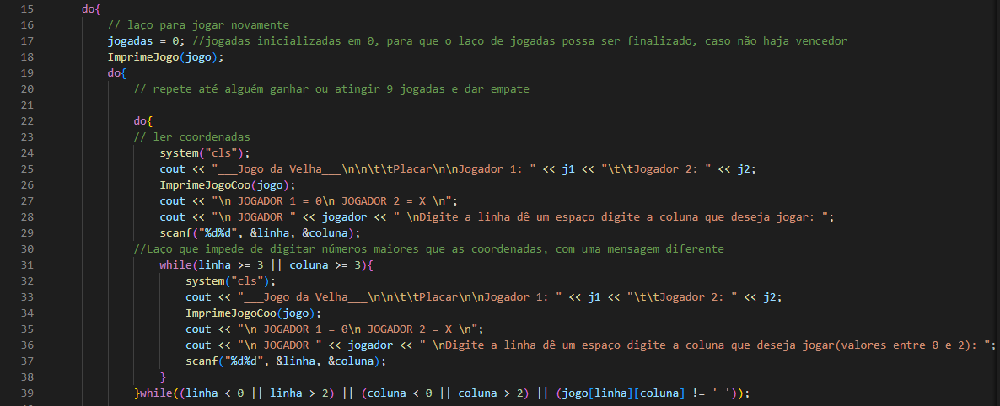 15 do{
16 // laço para jogar novamente
17 jogadas = 0; //jogadas inicializadas em 0, para que o laço de jogadas possa ser finalizado, caso não haja vencedor
18 ImprimeJogo(jogo);
19 do{
20 // repete até alguém ganhar ou atingir 9 jogadas e dar empate
21
22 do{
23 // ler coordenadas
24 system("cls");
25 cout << "___Jogo da Velha___\n\n\t\tPlacar\n\nJogador 1: " << j1 << "\t\tJogador 2: " << j2;
26 ImprimeJogoCoo(jogo);
27 cout << "\n JOGADOR 1 = 0\n JOGADOR 2 = X \n";
28 cout << "\n JOGADOR " << jogador << " \nDigite a linha dê um espaço digite a coluna que deseja jogar: ";
29 scanf("%d%d", &linha, &coluna);
30 //Laço que impede de digitar números maiores que as coordenadas, com uma mensagem diferente
31 while(linha >= 3 || coluna >= 3){
32 system("cls");
33 cout << "___Jogo da Velha___\n\n\t\tPlacar\n\nJogador 1: " << j1 << "\t\tJogador 2: " << j2;
34 ImprimeJogoCoo(jogo);
35 cout << "\n JOGADOR 1 = 0\n JOGADOR 2 = X \n";
36 cout << "\n JOGADOR " << jogador << " \nDigite a linha dê um espaço digite a coluna que deseja jogar(valores entre 0 e 2): ";
37 scanf("%d%d", &linha, &coluna);
38 }
39 }while((linha < 0 || linha > 2) || (coluna < 0 || coluna > 2) || (jogo[linha][coluna] != ' '));